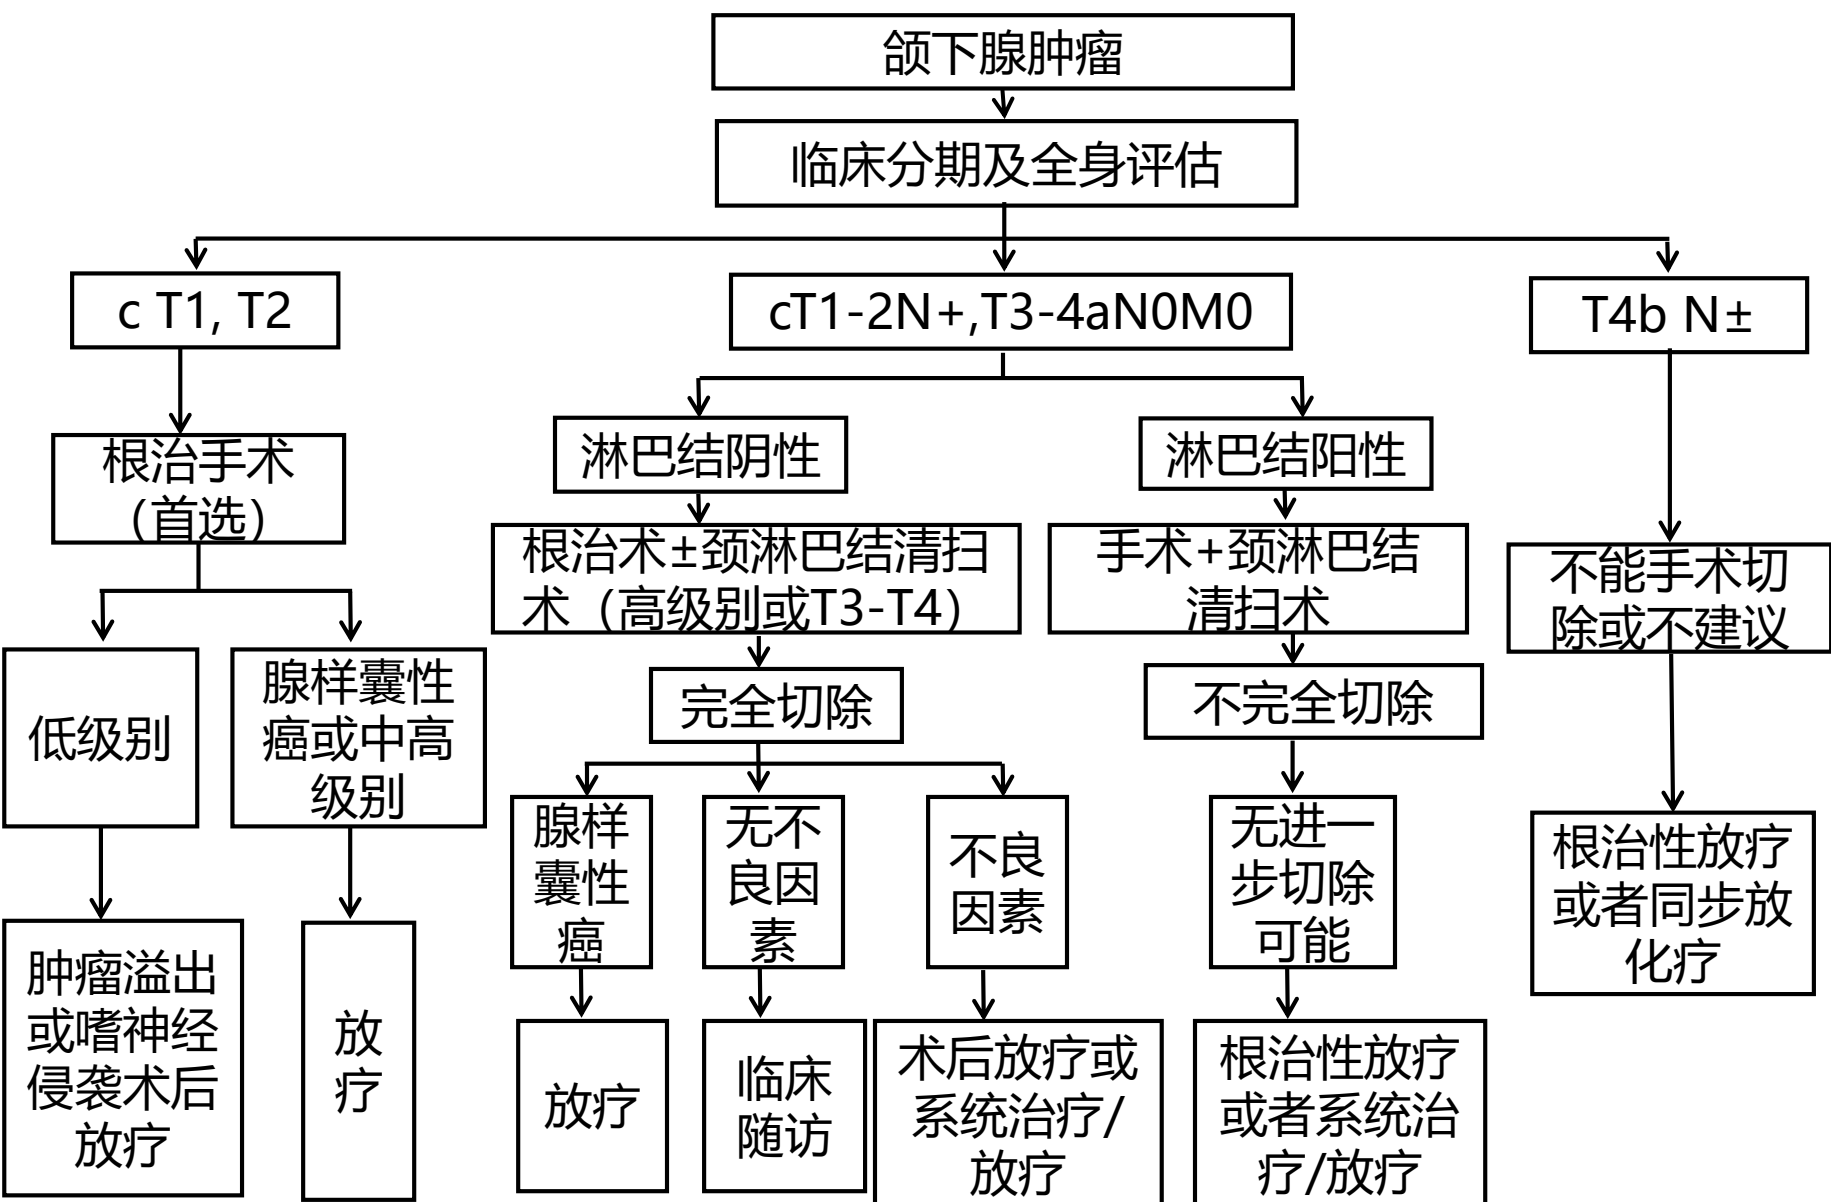 颌下腺肿瘤
临床分期及全身评估
c T1, T2
cT1-2N+,T3-4aN0M0
T4b N±
根治手术
（首选）
淋巴结阴性
淋巴结阳性
根治术±颈淋巴结清扫
术（高级别或T3-T4）
手术+颈淋巴结
清扫术
不能手术切
除或不建议
低级别
腺样囊性
癌或中高
级别
完全切除
不完全切除
腺样
囊性
癌
无不
良因
素
不良
因素
无进一
步切除
可能
根治性放疗
或者同步放
化疗
肿瘤溢出
或嗜神经
侵袭术后
放疗
放
疗
放疗
临床
随访
术后放疗或
系统治疗/
放疗
根治性放疗
或者系统治
疗/放疗